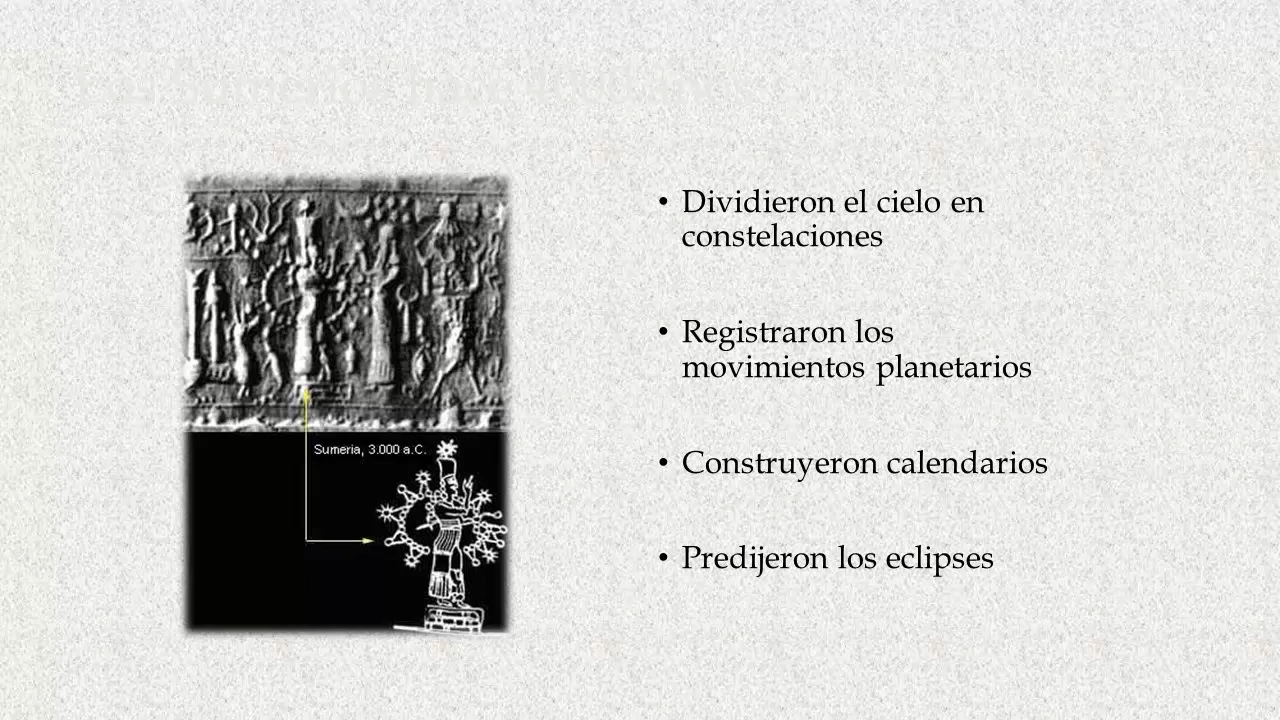 Dividieron el cielo en
constelaciones
Registraron los
movimientos planetarios
Construyeron calendarios
Predijeron los eclipses
Sumeria, 3.000 a.C.